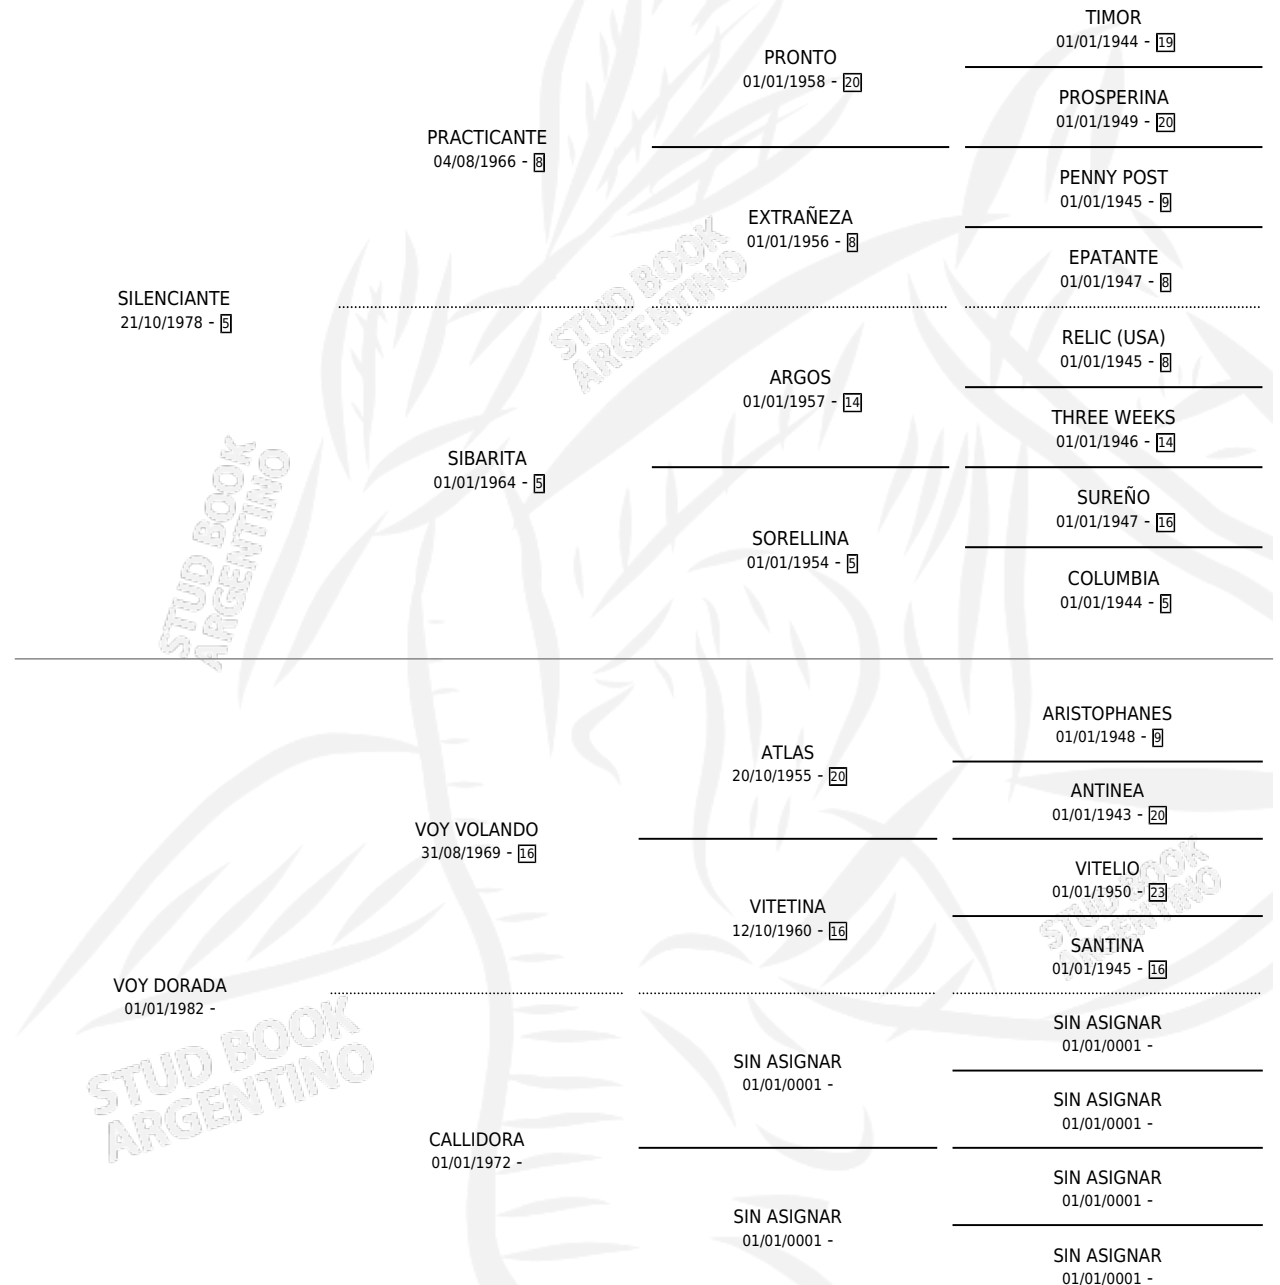 TIMOR
01/01/1944 - 19
PRONTO
01/01/1958 - 20
PROSPERINA
01/01/1949 - 20
PRACTICANTE
04/08/1966 - 8
PENNY POST
01/01/1945 - 9
EXTRAÑEZA
01/01/1956 - 8
EPATANTE
01/01/1947 - 8
SILENCIANTE
21/10/1978 - 5
RELIC (USA)
01/01/1945 - 8
ARGOS
01/01/1957 - 14
THREE WEEKS
01/01/1946 - 14
SIBARITA
01/01/1964 - 5
SUREÑO
01/01/1947 - 16
SORELLINA
01/01/1954 - 5
COLUMBIA
01/01/1944 - 5
STUD BOOK
ARGENTINO
STUD BOOK
ARGENTINO
ARISTOPHANES
01/01/1948 - 9
ATLAS
20/10/1955 - 20
ANTINEA
01/01/1943 - 20
VOY VOLANDO
31/08/1969 - 16
VITELIO
01/01/1950 - 23
VITETINA
12/10/1960 - 16
SANTINA
01/01/1945 - 16
STUD BOOK
ARGENTINO
VOY DORADA
01/01/1982 -
SIN ASIGNAR
01/01/0001 -
SIN ASIGNAR
01/01/0001 -
SIN ASIGNAR
01/01/0001 -
CALLIDORA
01/01/1972 -
SIN ASIGNAR
01/01/0001 -
SIN ASIGNAR
01/01/0001 -
SIN ASIGNAR
01/01/0001 -
STUD BOOK
ARGENTINO